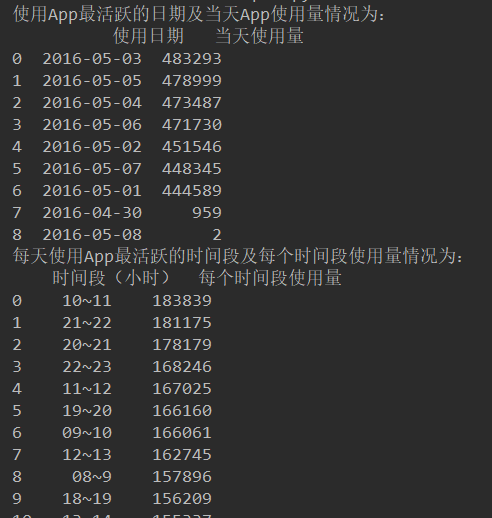 使用App最活跃的日期及当天App使用量情况为:
使用日期 当天使用量
0 2016-05-03 483293
1 2016-05-05 478999
2 2016-05-04 473487
3 2016-05-06 471730
4 2016-05-02 451546
5 2016-05-07 448345
6 2016-05-01 444589
7 2016-04-30 959
8 2016-05-08 2
每天使用App最活跃的时间段及每个时间段使用量情况为:
时间段（小时） 每个时间段使用量
0 10~11 183839
1 21~22 181175
2 20~21 178179
3 22~23 168246
4 11~12 167025
5 19~20 166160
6 09~10 166061
7 12~13 162745
8 08~9 157896
9 18~19 156209